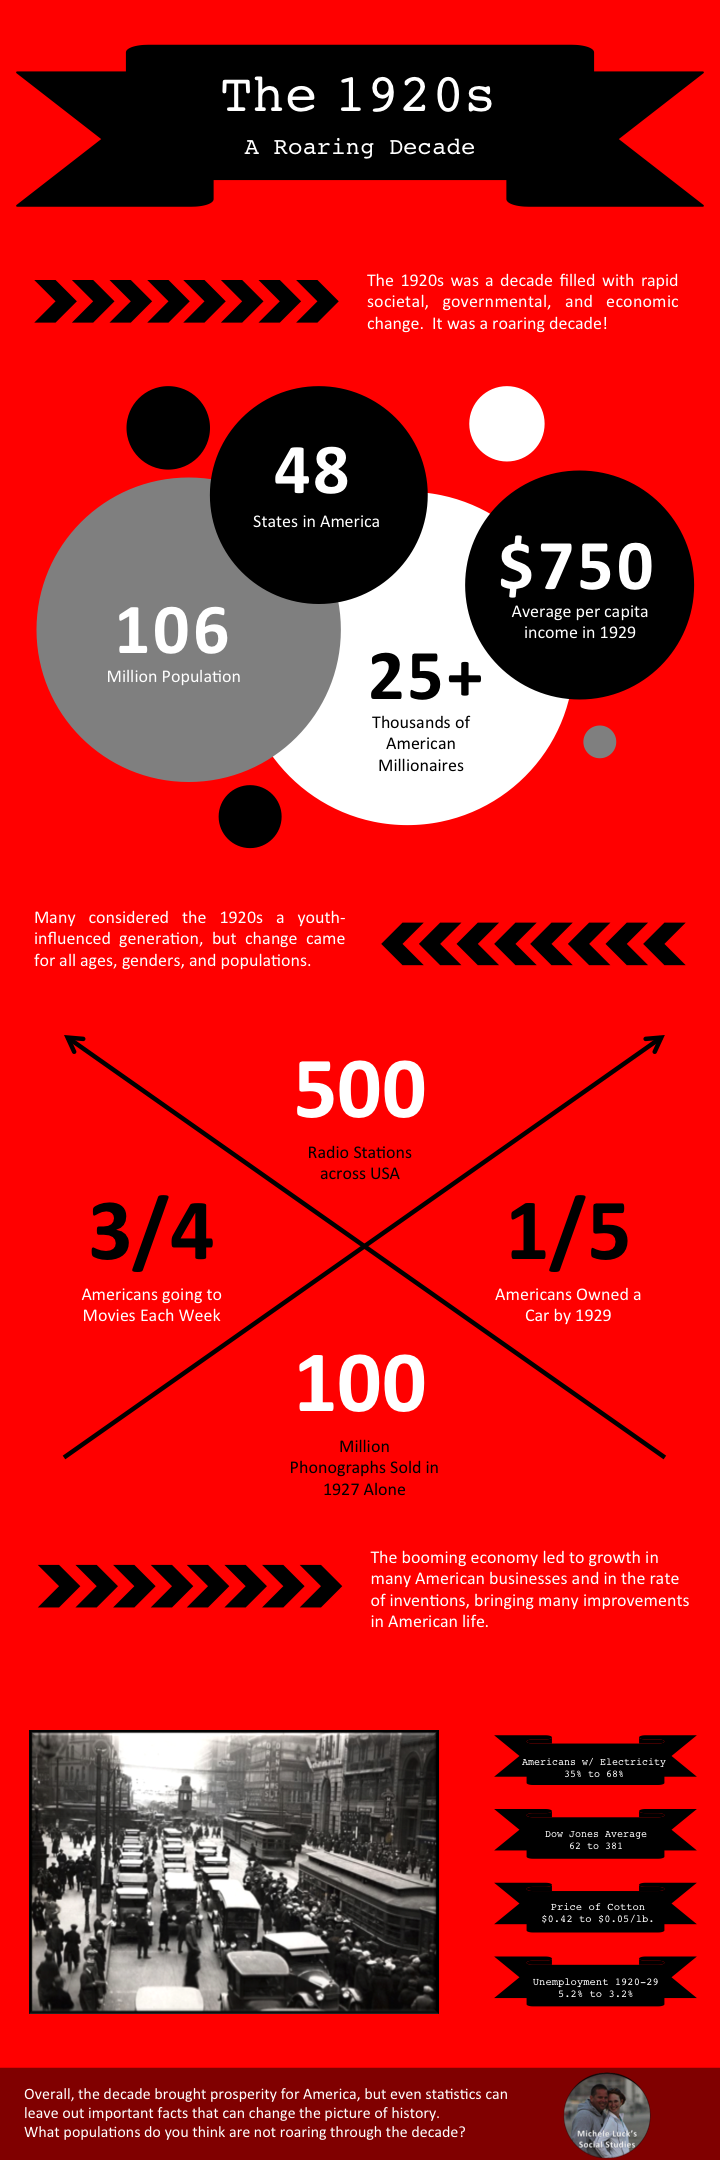 The 1920s
A Roaring Decade
The 1920s was a decade filled with rapid
societal, governmental, and economic
change. It was a roaring decade!
48
States in America
$750
Average per capita
income in 1929
106
Million Population
25+
Thousands of
American
Millionaires
Many considered the 1920s a youth-
influenced generation, but change came
for all ages, genders, and populations.
500
Radio Stations
across USA
3/4
Americans going to
Movies Each Week
1/5
Americans Owned a
Car by 1929
100
Million
Phonographs Sold in
1927 Alone
The booming economy led to growth in
many American businesses and in the rate
of inventions, bringing many improvements
in American life.
Americans w/ Electricity
35% to 68%
Dow Jones Average
62 to 381
Price of Cotton
$0.42 to $0.05/lb.
Unemployment 1920-29
5.2% to 3.2%
Overall, the decade brought prosperity for America, but even statistics can
leave out important facts that can change the picture of history.
What populations do you think are not roaring through the decade?
Michele Luck's
Social Studies